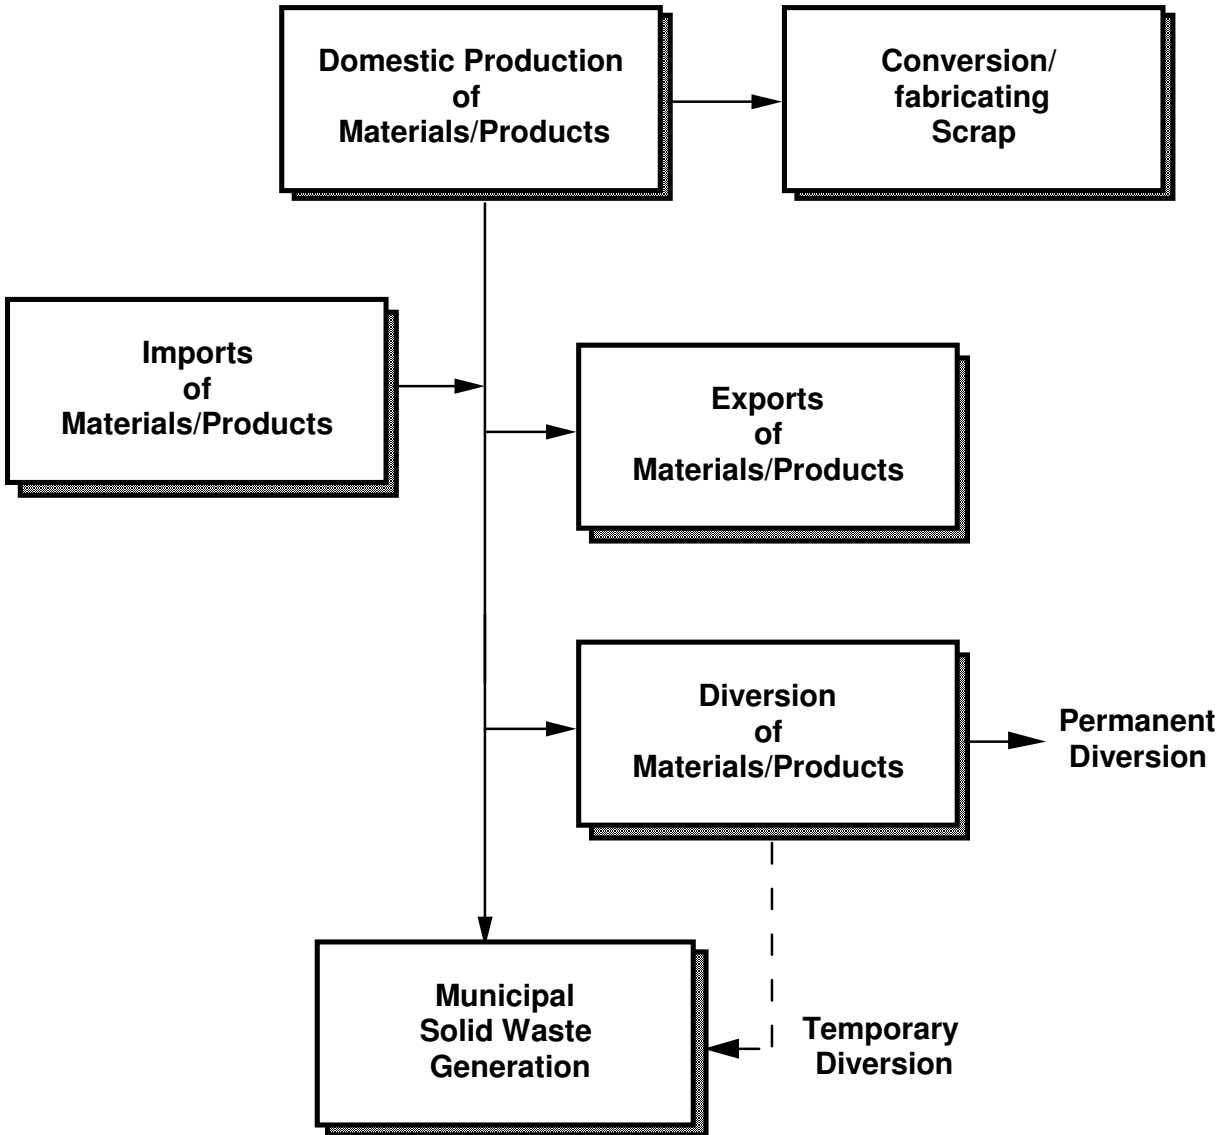 Domestic Production
of
Materials/Products
Conversion/
fabricating
Scrap
Imports
of
Materials/Products
Exports
of
Materials/Products
Diversion
of
Materials/Products
Permanent
Diversion
Municipal
Solid Waste
Generation
Temporary
Diversion